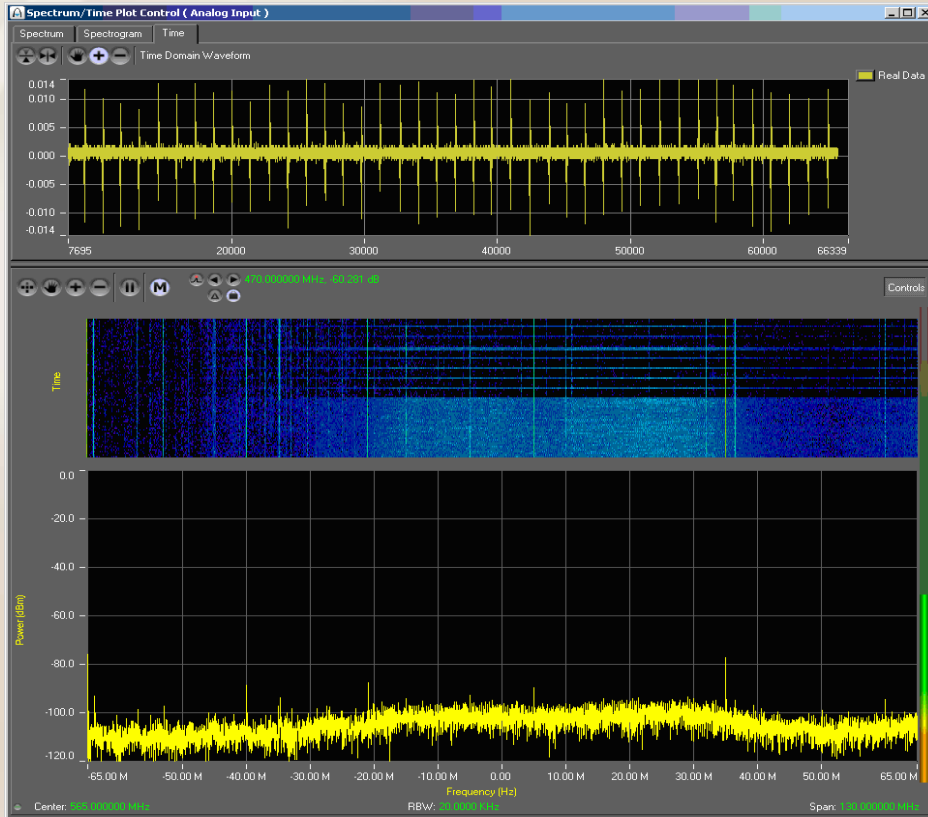 Spectrum/Time Plot Control ( Analog Input )
Spectrum Spectrogram Time
Time Domain Waveform
Real Data
0.014
0.010
0.005
0.000
-0.005
-0.010
-0.014
7695 20000 30000 40000 50000 60000 66339
M
470.000000 MHz, -60.281 dB
Controls
Time
0.0
-20.0
-40.0
-60.0
-80.0
-100.0
-120.0
Power (dBm)
-65.00 M -50.00 M -40.00 M -30.00 M -20.00 M -10.00 M 0.00 10.00 M 20.00 M 30.00 M 40.00 M 50.00 M 65.00 M
Frequency (Hz)
Center: 565.000000 MHz RBW: 20.0000 KHz Span: 130.000000 MHz